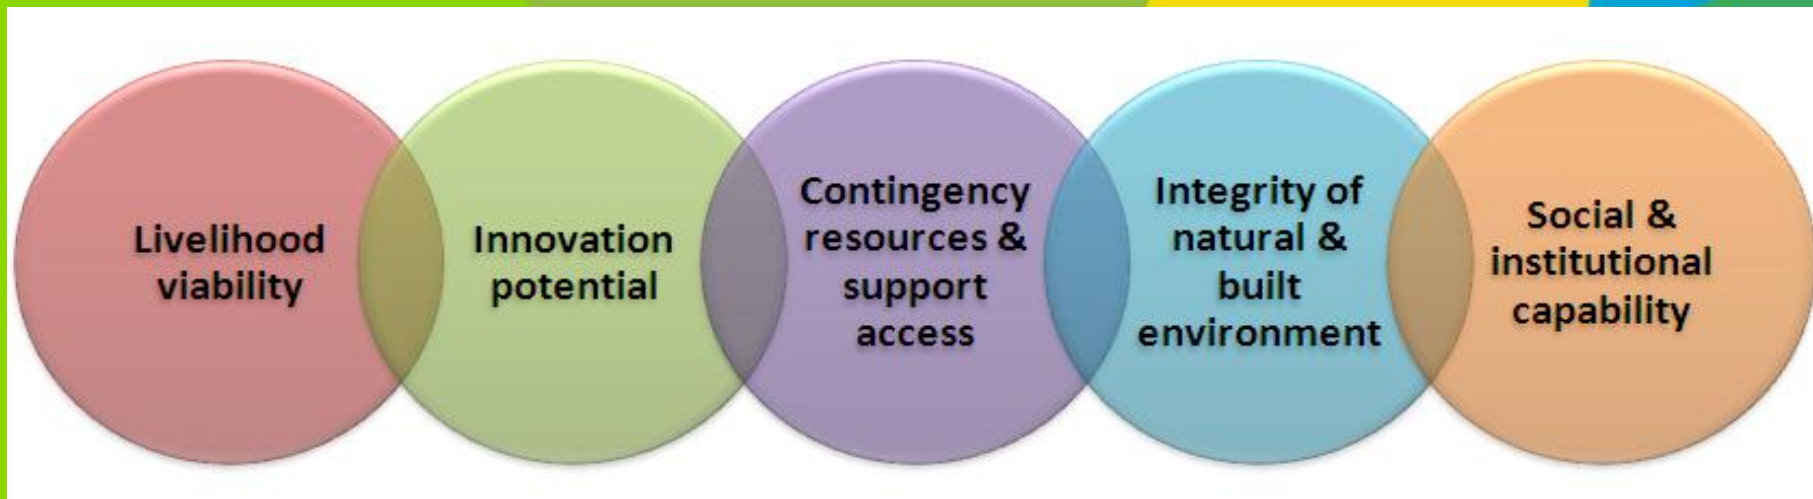 Livelihood
viability
Innovation
potential
Contingency
resources &
support
access
Integrity of
natural &
built
environment
Social &
institutional
capability